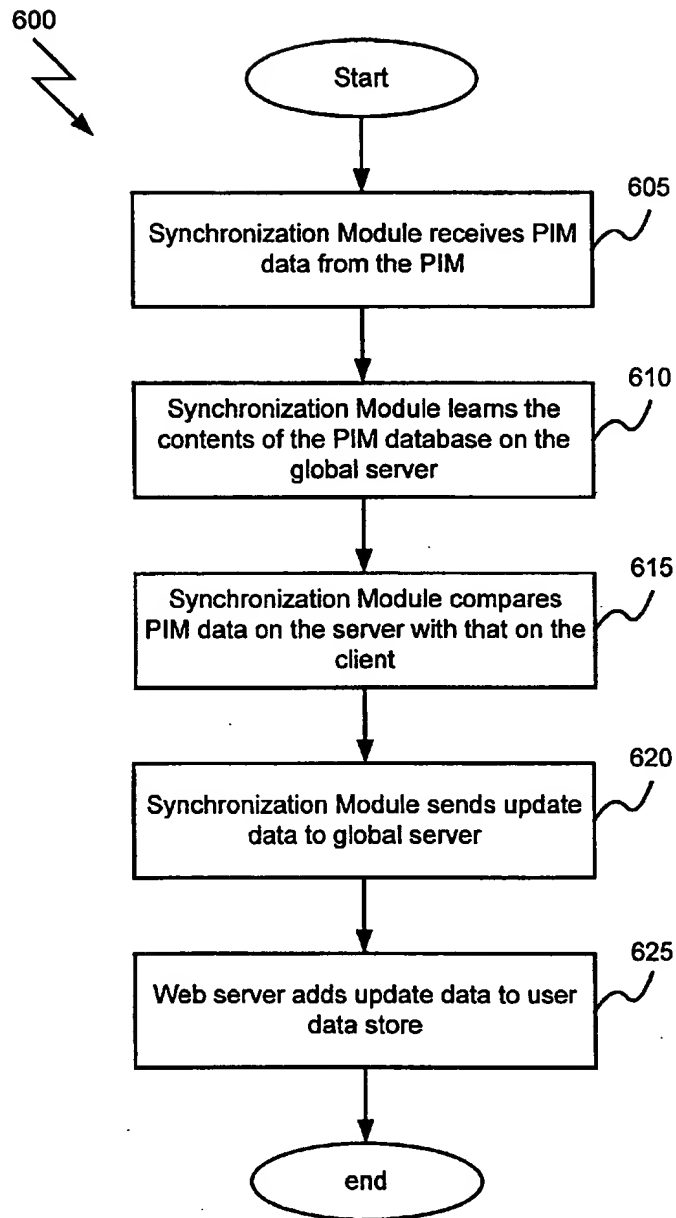 600
Start
605
Synchronization Module receives PIM
data from the PIM
610
Synchronization Module learns the
contents of the PIM database on the
global server
615
Synchronization Module compares
PIM data on the server with that on the
client
620
Synchronization Module sends update
data to global server
625
Web server adds update data to user
data store
end